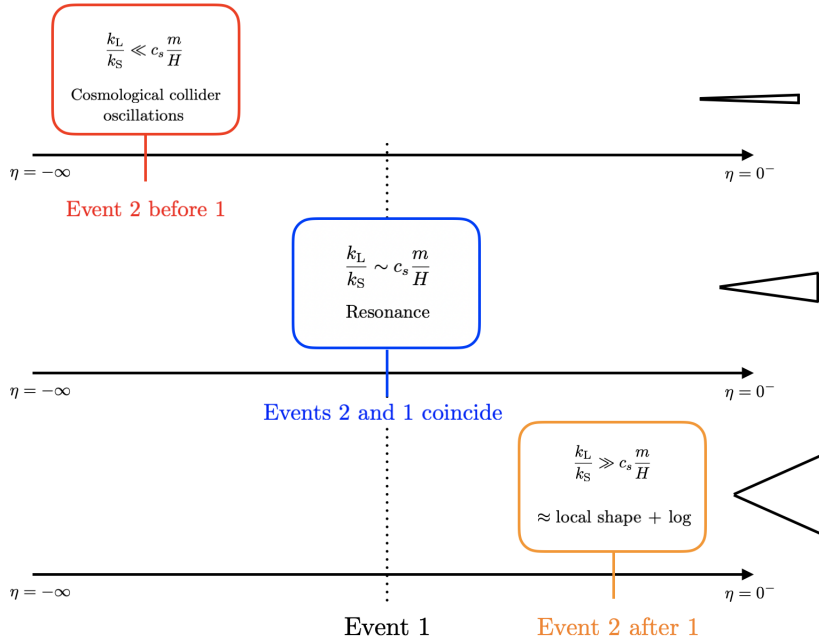 k_L/k_S ≪ c_s m/H
Cosmological collider
oscillations
η = −∞
η = 0⁻
Event 2 before 1
k_L/k_S ∼ c_s m/H
Resonance
η = −∞
η = 0⁻
Events 2 and 1 coincide
k_L/k_S ≫ c_s m/H
≈ local shape + log
η = −∞
η = 0⁻
Event 1
Event 2 after 1